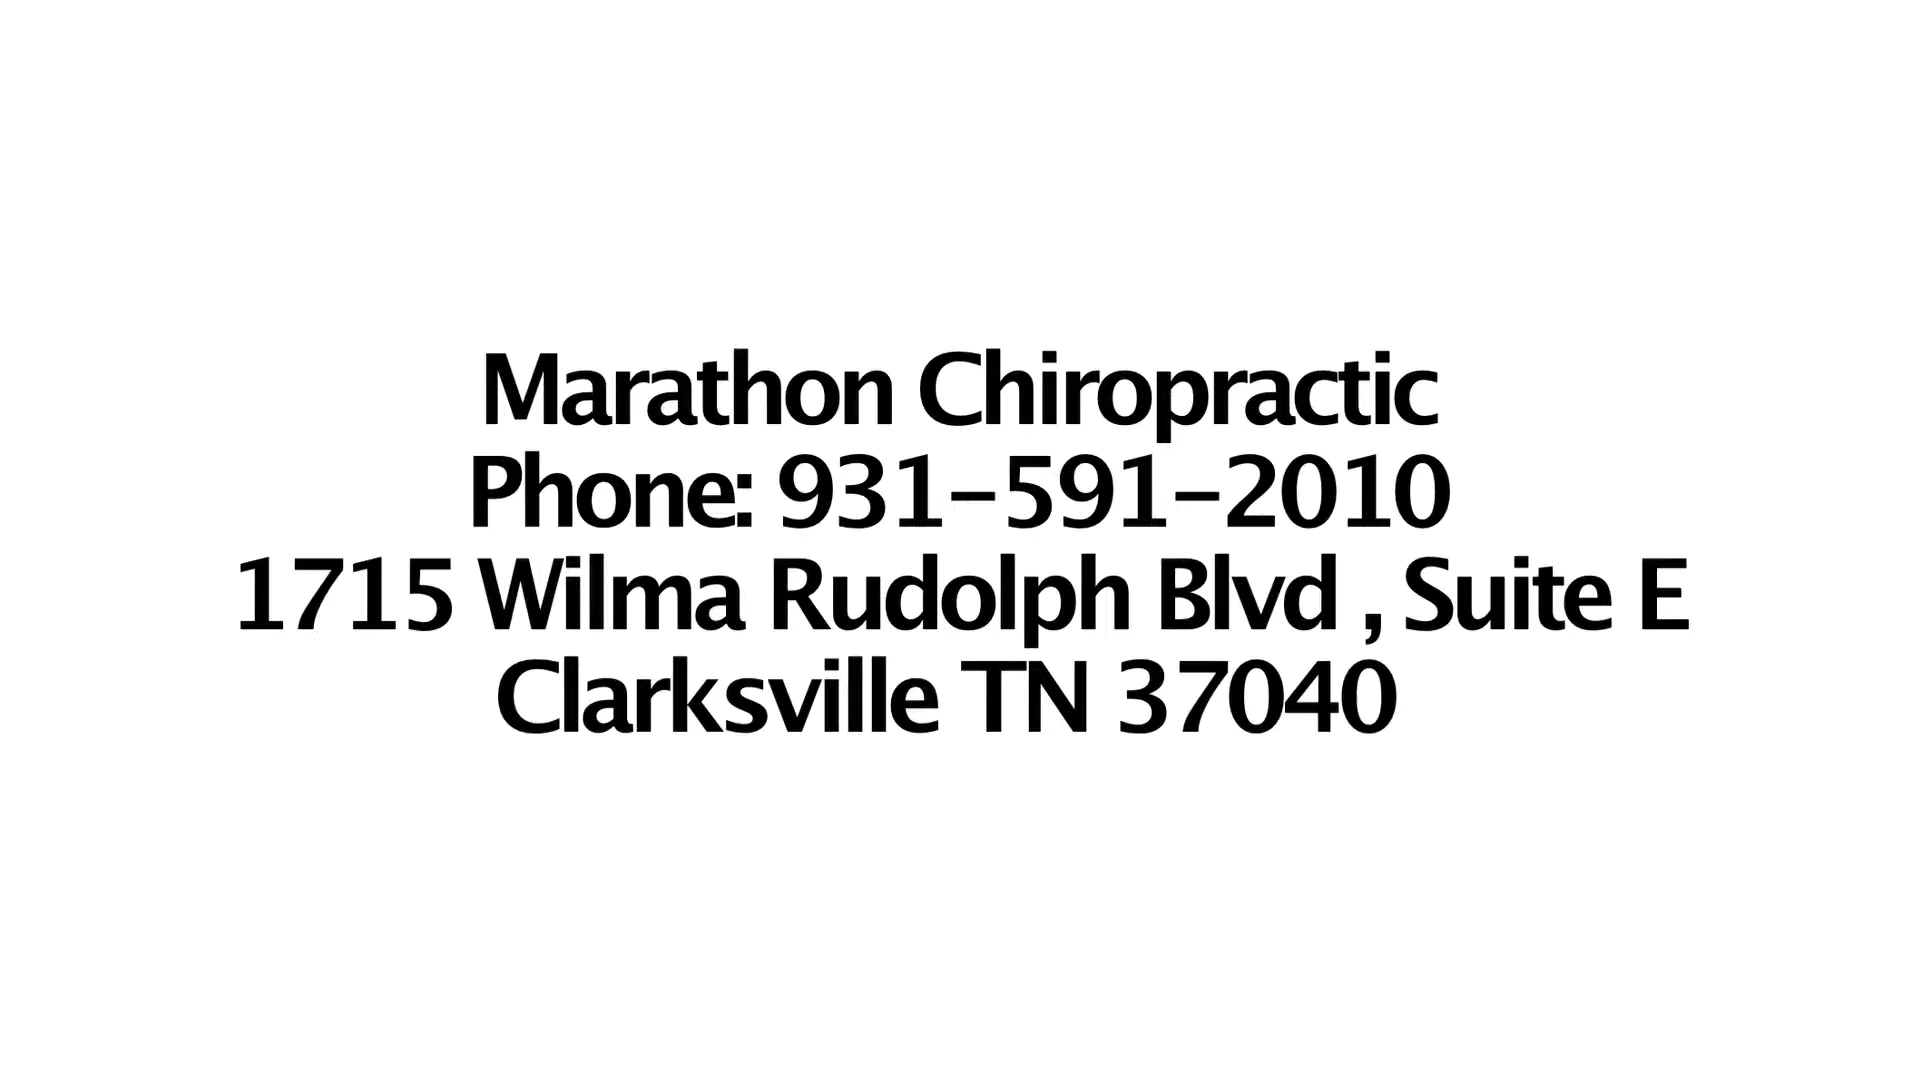 Marathon Chiropractic
Phone: 931-591-2010
1715 Wilma Rudolph Blvd , Suite E
Clarksville TN 37040